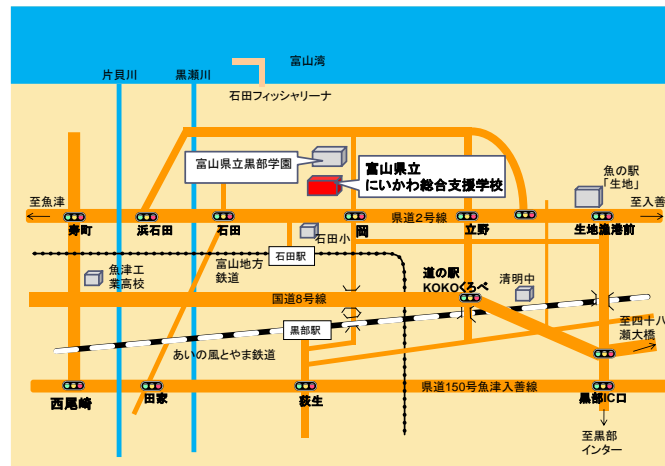 富山湾
片貝川
黒瀬川
石田フィッシャリーナ
富山県立黒部学園
富山県立
にいかわ総合支援学校
魚の駅
「生地」
至魚津
至入善
県道2号線
寿町
浜石田
石田
石田小
岡
立野
生地漁港前
石田駅
富山地方
鉄道
魚津工
業高校
道の駅
KOKOくろべ
清明中
国道8号線
黒部駅
至四十八
瀬大橋
あいの風とやま鉄道
県道150号魚津入善線
西尾崎
田家
荻生
黒部IC口
至黒部
インター